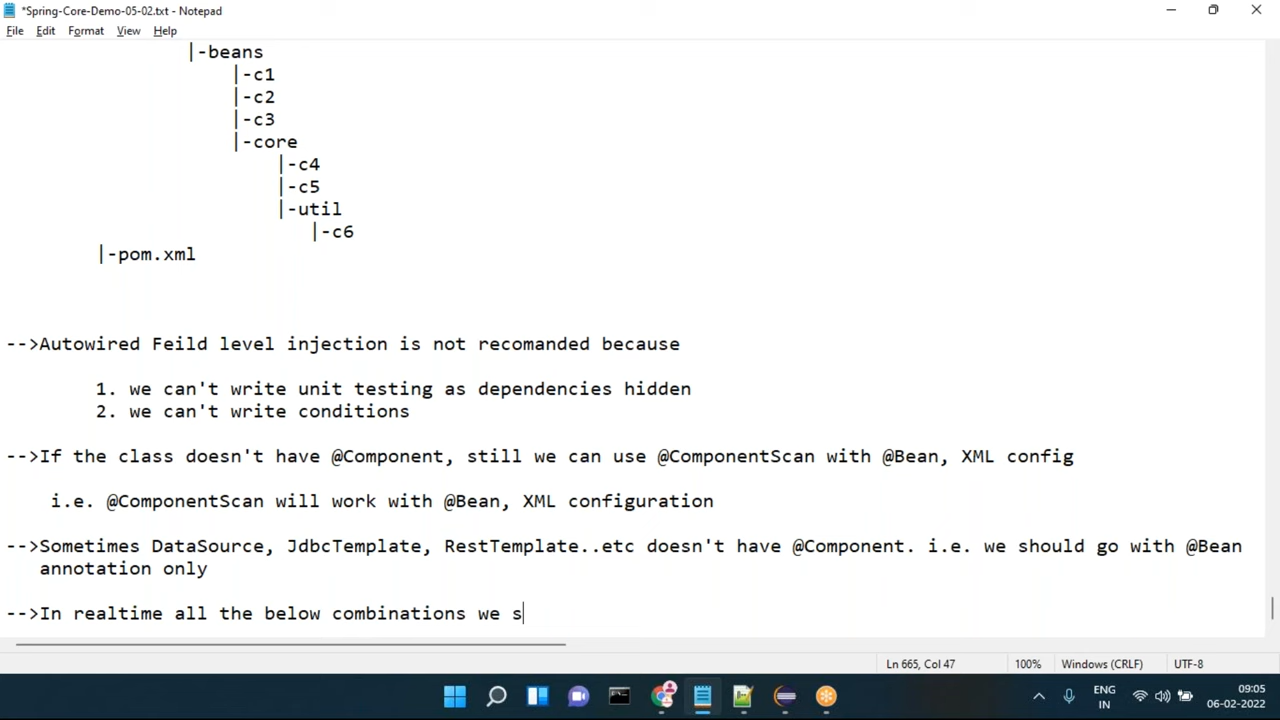 *Spring-Core-Demo-05-02.txt - Notepad
File Edit Format View Help
|-beans
|-c1
|-c2
|-c3
|-core
|-c4
|-c5
|-util
|-c6
|-pom.xml
-->Autowired Feild level injection is not recomanded because
1. we can't write unit testing as dependencies hidden
2. we can't write conditions
-->If the class doesn't have @Component, still we can use @ComponentScan with @Bean, XML config
i.e. @ComponentScan will work with @Bean, XML configuration
-->Sometimes DataSource, JdbcTemplate, RestTemplate..etc doesn't have @Component. i.e. we should go with @Bean
annotation only
-->In realtime all the below combinations we s
Ln 665, Col 47 100% Windows (CRLF) UTF-8
ENG
IN
09:05
06-02-2022